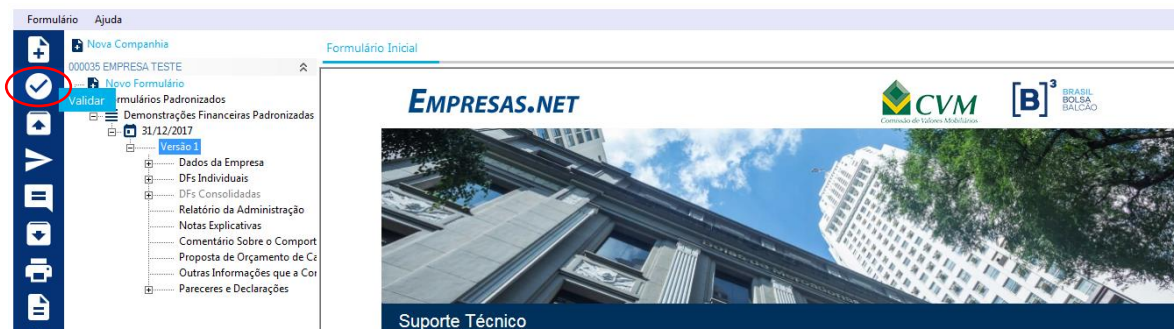 Formulário Ajuda
Nova Companhia
Formulário Inicial
000035 EMPRESA TESTE
Novo Formulário
Validar
rmulários Padronizados
Demonstrações Financeiras Padronizadas
31/12/2017
Versão 1
Dados da Empresa
DFs Individuais
DFs Consolidadas
Relatório da Administração
Notas Explicativas
Comentário Sobre o Comport
Proposta de Orçamento de Ca
Outras Informações que a Cor
Pareceres e Declarações
EMPRESAS.NET
CVM
Comissão de Valores Mobiliários
[B]³
BRASIL
BOLSA
BALCÃO
Suporte Técnico